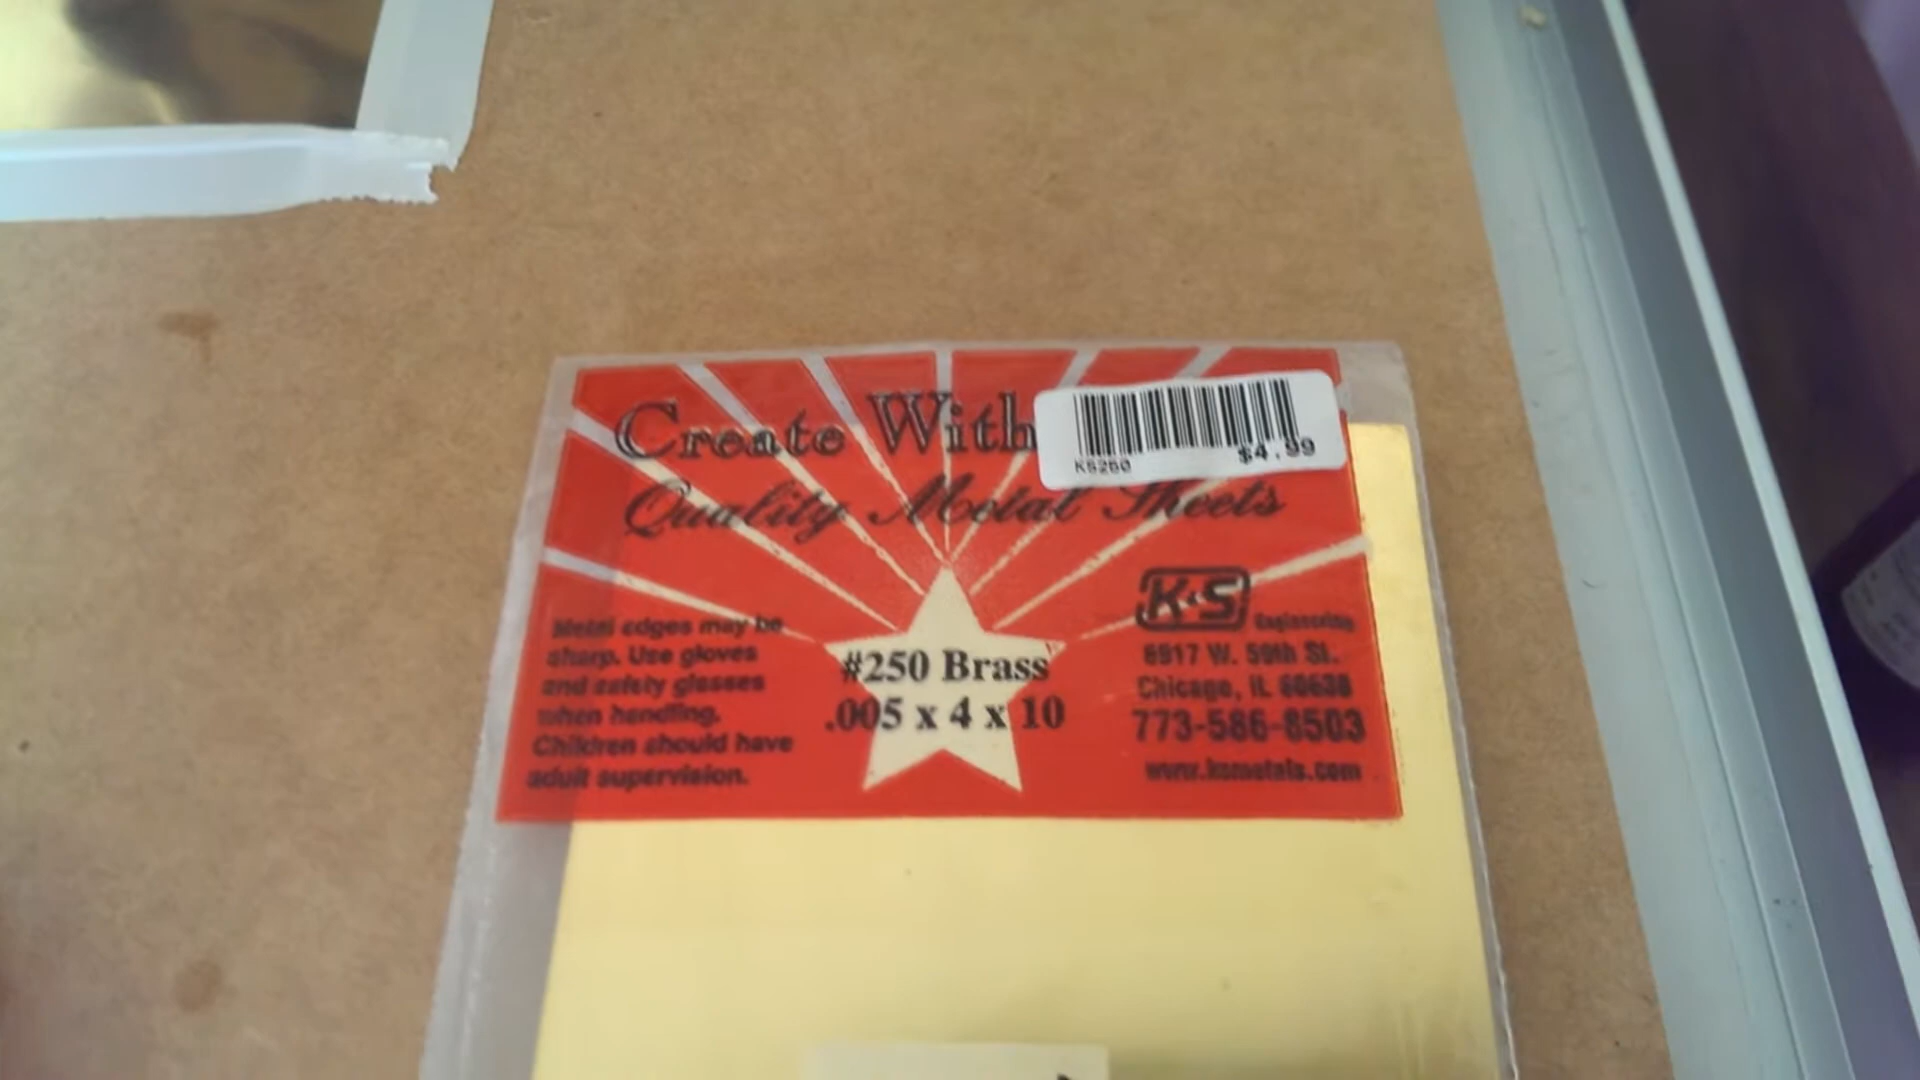 Create With
KS250
$4.99
Quality Metal Sheets
Metal edges may be
sharp. Use gloves
and safety glasses
when handling.
Children should have
adult supervision.
#250 Brass
.005 x 4 x 10
K+S
Engineering
6917 W. 59th St.
Chicago, IL 60638
773-586-8503
www.ksmetals.com